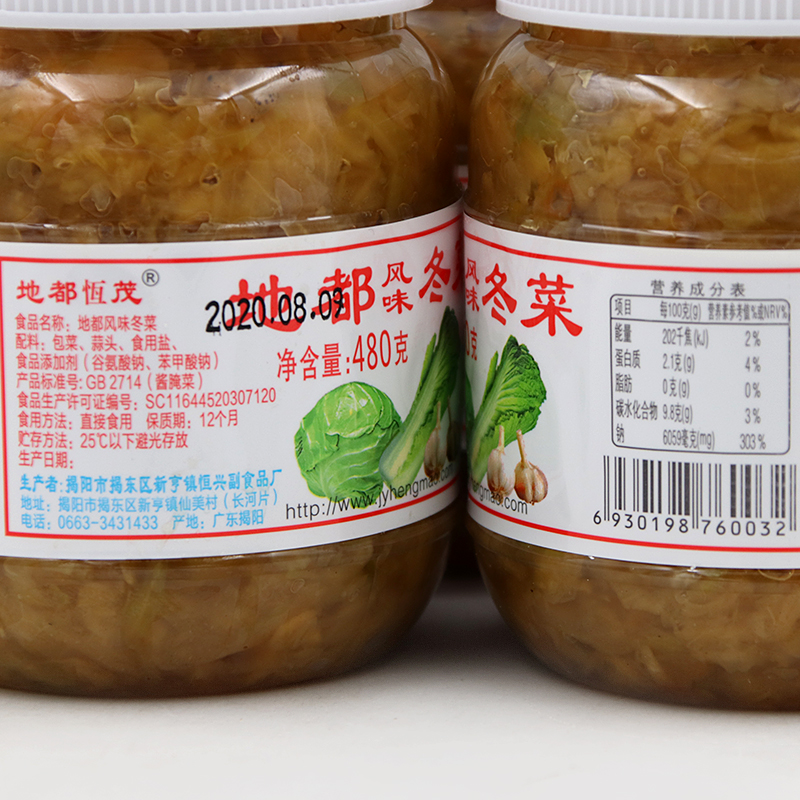 地都恆茂®
食品名称: 地都风味冬菜
配料: 包菜、蒜头、食用盐、
食品添加剂 (谷氨酸钠、苯甲酸钠)
产品标准号: GB 2714 (酱腌菜)
食品生产许可证编号: SC11644520307120
食用方法: 直接食用 保质期: 12个月
贮存方法: 25℃以下避光存放
生产日期:
生产者: 揭阳市揭东区新亨镇恒兴副食品厂
地址: 揭阳市揭东区新亨镇仙美村 (长河片)
电话: 0663-3431433 产地: 广东揭阳
地都风味冬
2020.08.09
净含量:480克
http://www.jyhengmao.com
风味冬菜
克
营养成分表
项目 每100克(g) 营养素参考值%或NRV%
能量 202千焦(kJ) 2%
蛋白质 2.1克(g) 4%
脂肪 0克(g) 0%
碳水化合物 9.8克(g) 3%
钠 6059毫克(mg) 303%
ngmaoi.com
6 930198 760032